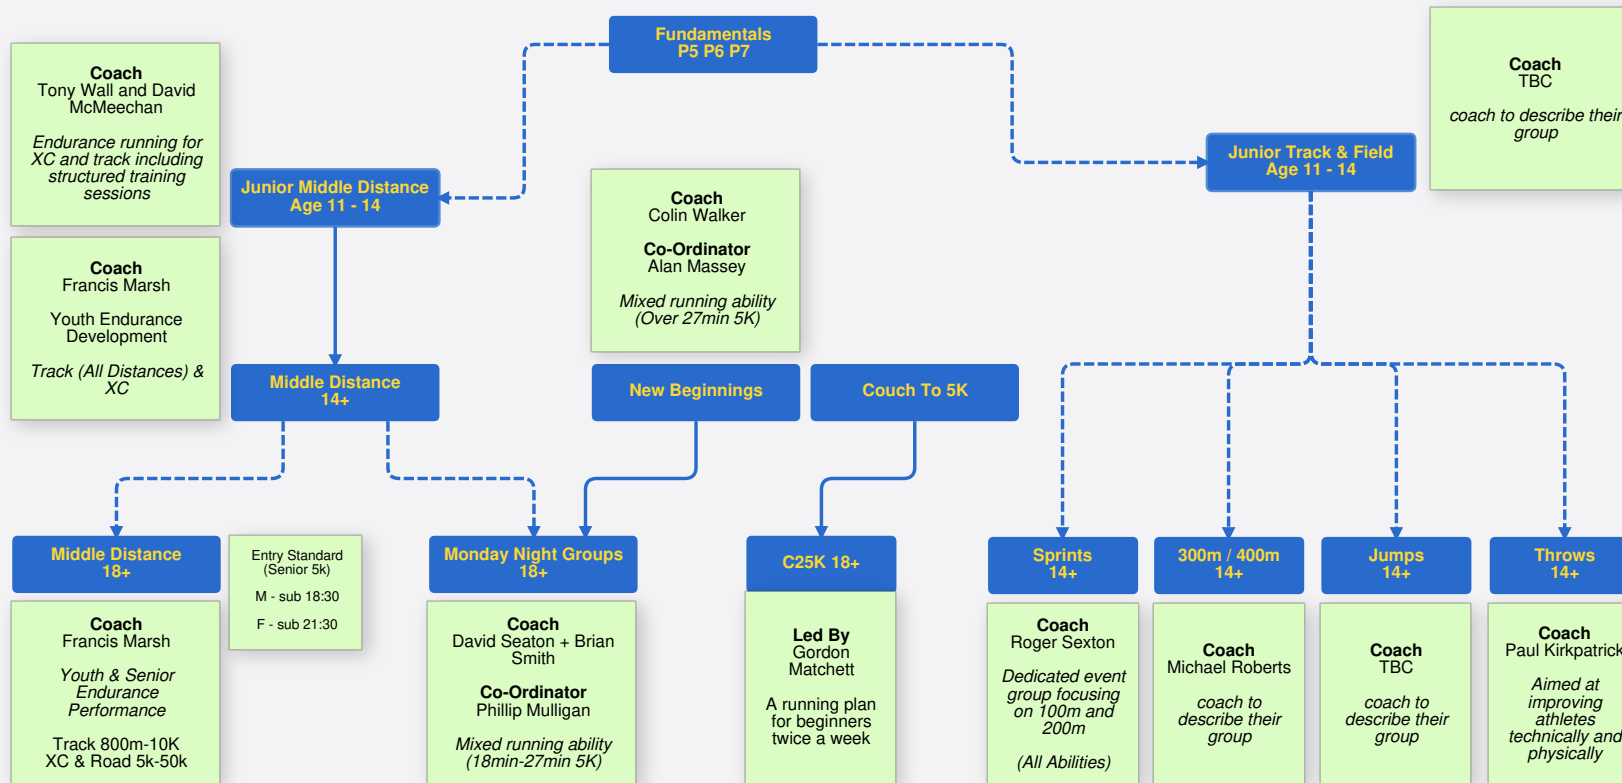 Fundamentals
P5 P6 P7
Coach
Tony Wall and David
McMeechan
Endurance running for
XC and track including
structured training
sessions
Coach
TBC
coach to describe their
group
Junior Track & Field
Age 11 - 14
Junior Middle Distance
Age 11 - 14
Coach
Colin Walker
Co-Ordinator
Alan Massey
Mixed running ability
(Over 27min 5K)
Coach
Francis Marsh
Youth Endurance
Development
Track (All Distances) &
XC
Middle Distance
14+
New Beginnings
Couch To 5K
Middle Distance
18+
Entry Standard
(Senior 5k)
M - sub 18:30
F - sub 21:30
Monday Night Groups
18+
C25K 18+
Sprints
14+
300m / 400m
14+
Jumps
14+
Throws
14+
Coach
Francis Marsh
Youth & Senior
Endurance
Performance
Track 800m-10K
XC & Road 5k-50k
Coach
David Seaton + Brian
Smith
Co-Ordinator
Phillip Mulligan
Mixed running ability
(18min-27min 5K)
Led By
Gordon
Matchett
A running plan
for beginners
twice a week
Coach
Roger Sexton
Dedicated event
group focusing
on 100m and
200m
(All Abilities)
Coach
Michael Roberts
coach to
describe their
group
Coach
TBC
coach to
describe their
group
Coach
Paul Kirkpatrick
Aimed at
improving
athletes
technically and
physically